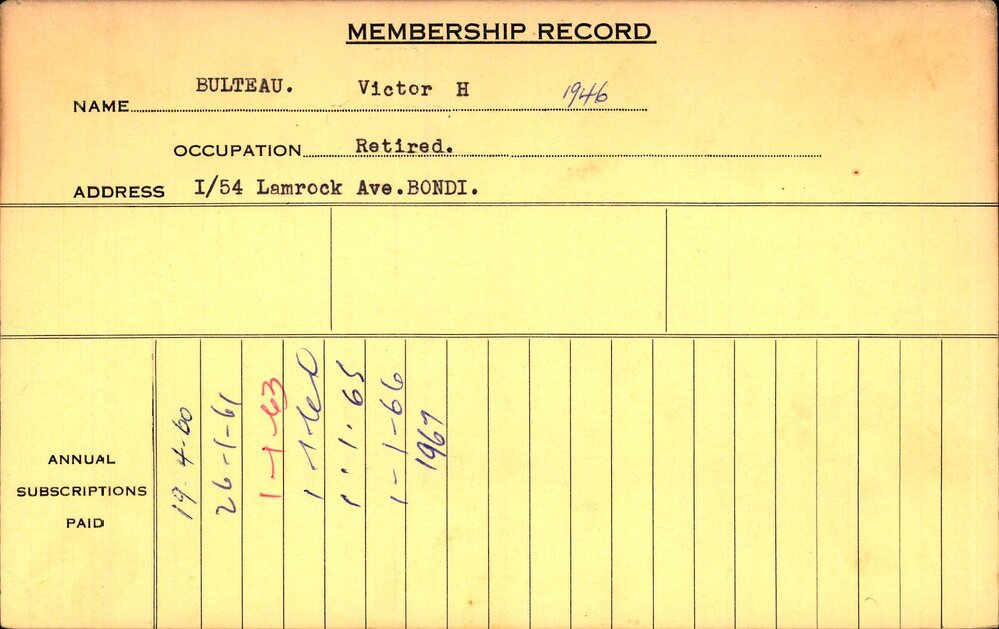 MEMBERSHIP RECORD
NAME BULTEAU. Victor H 1946
OCCUPATION Retired.
ADDRESS I/54 Lamrock Ave.BONDI.
ANNUAL
SUBSCRIPTIONS
PAID
19.4-60
26-1-61
1-1-63
1.1.65
1-1-66
1967